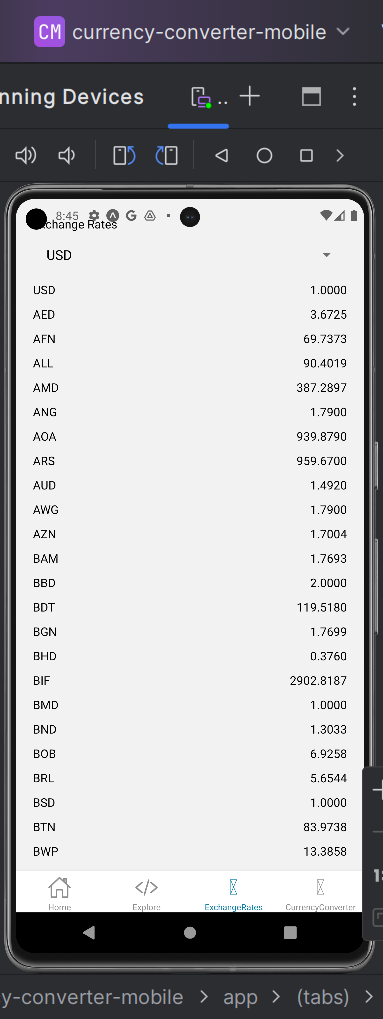 CM currency-converter-mobile
nning Devices
..
8:45
change Rates
USD
USD 1.0000
AED 3.6725
AFN 69.7373
ALL 90.4019
AMD 387.2897
ANG 1.7900
AOA 939.8790
ARS 959.6700
AUD 1.4920
AWG 1.7900
AZN 1.7004
BAM 1.7693
BBD 2.0000
BDT 119.5180
BGN 1.7699
BHD 0.3760
BIF 2902.8187
BMD 1.0000
BND 1.3033
BOB 6.9258
BRL 5.6544
BSD 1.0000
BTN 83.9738
BWP 13.3858
Home Explore ExchangeRates CurrencyConverter
y-converter-mobile > app > (tabs) >